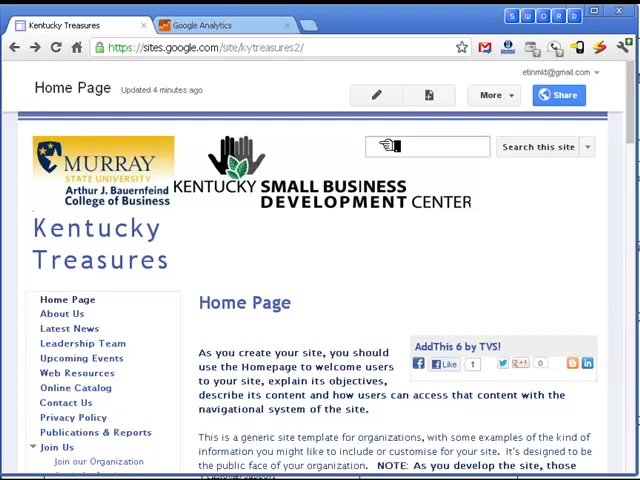 Kentucky Treasures
Google Analytics
S W O R D
https://sites.google.com/site/kytreasures2/
etinmkt@gmail.com
Home Page Updated 4 minutes ago
More
Share
Search this site
MURRAY
STATE UNIVERSITY
Arthur J. Bauernfeind
College of Business
KENTUCKY SMALL BUSINESS
DEVELOPMENT CENTER
Kentucky
Treasures
Home Page
About Us
Latest News
Leadership Team
Upcoming Events
Web Resources
Online Catalog
Contact Us
Privacy Policy
Publications & Reports
Join Us
Join our Organization
Home Page
AddThis 6 by TVS!
Like 1 +1 0
As you create your site, you should
use the Homepage to welcome users
to your site, explain its objectives,
describe its content and how users can access that content with the
navigational system of the site.
This is a generic site template for organizations, with some examples of the kind of
information you might like to include or customise for your site. It's designed to be
the public face of your organization. NOTE: As you develop the site, those